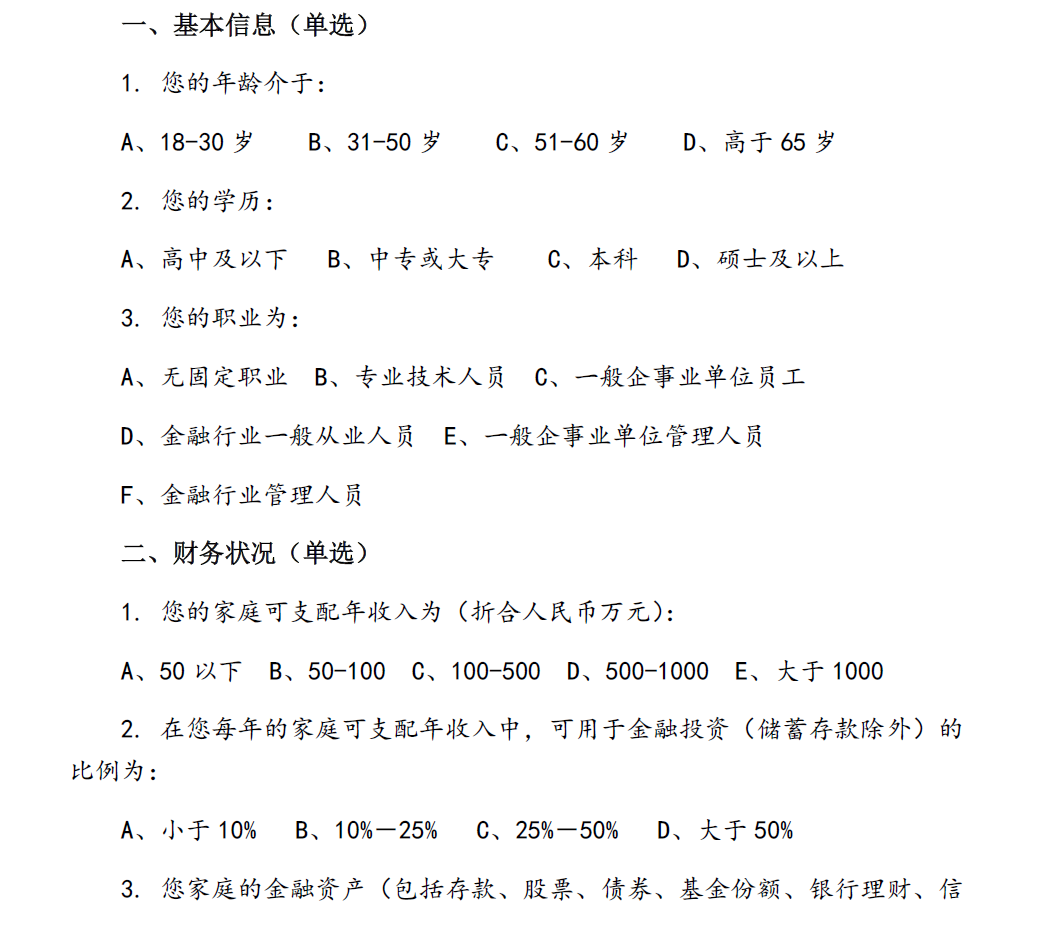 一、基本信息（单选）
1. 您的年龄介于：
A、18-30 岁 B、31-50 岁 C、51-60 岁 D、高于 65 岁
2. 您的学历：
A、高中及以下 B、中专或大专 C、本科 D、硕士及以上
3. 您的职业为：
A、无固定职业 B、专业技术人员 C、一般企事业单位员工
D、金融行业一般从业人员 E、一般企事业单位管理人员
F、金融行业管理人员
二、财务状况（单选）
1. 您的家庭可支配年收入为（折合人民币万元）：
A、50 以下 B、50-100 C、100-500 D、500-1000 E、大于 1000
2. 在您每年的家庭可支配年收入中，可用于金融投资（储蓄存款除外）的
比例为：
A、小于 10% B、10%－25% C、25%－50% D、大于 50%
3. 您家庭的金融资产（包括存款、股票、债券、基金份额、银行理财、信